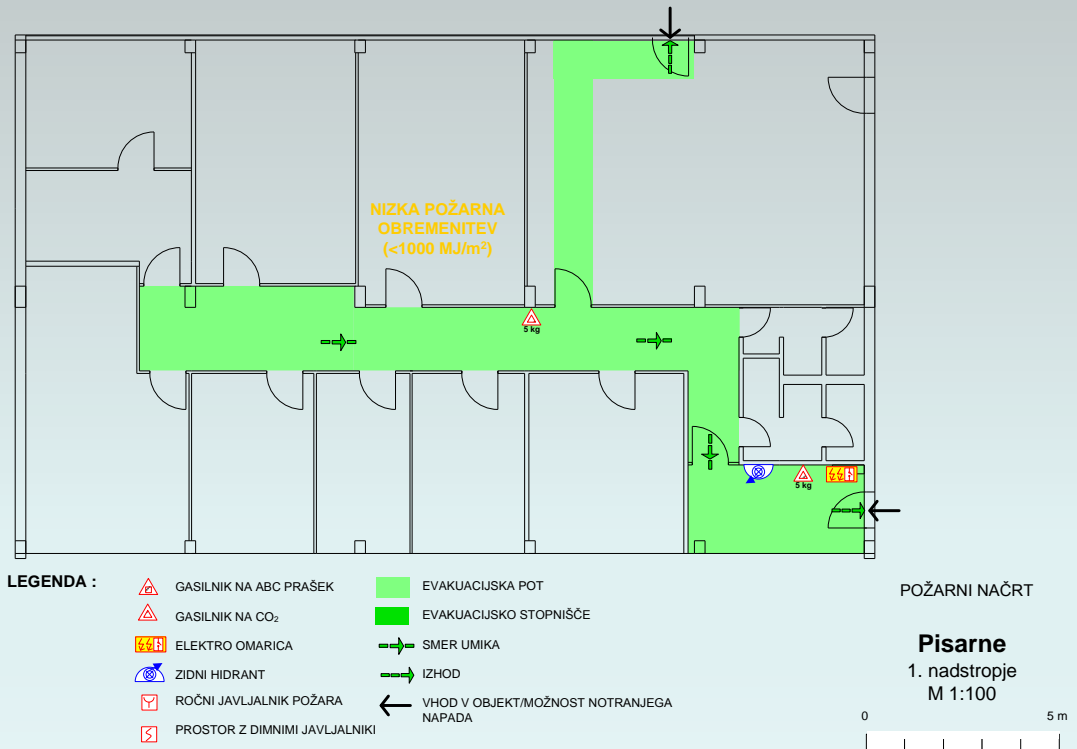 NIZKA POŽARNA
OBREMENITEV
(<1000 MJ/m²)
5 kg
5 kg
LEGENDA :
GASILNIK NA ABC PRAŠEK
GASILNIK NA CO₂
ELEKTRO OMARICA
ZIDNI HIDRANT
ROČNI JAVLJALNIK POŽARA
PROSTOR Z DIMNIMI JAVLJALNIKI
EVAKUACIJSKA POT
EVAKUACIJSKO STOPNIŠČE
SMER UMIKA
IZHOD
VHOD V OBJEKT/MOŽNOST NOTRANJEGA
NAPADA
POŽARNI NAČRT
Pisarne
1. nadstropje
M 1:100
0 5 m